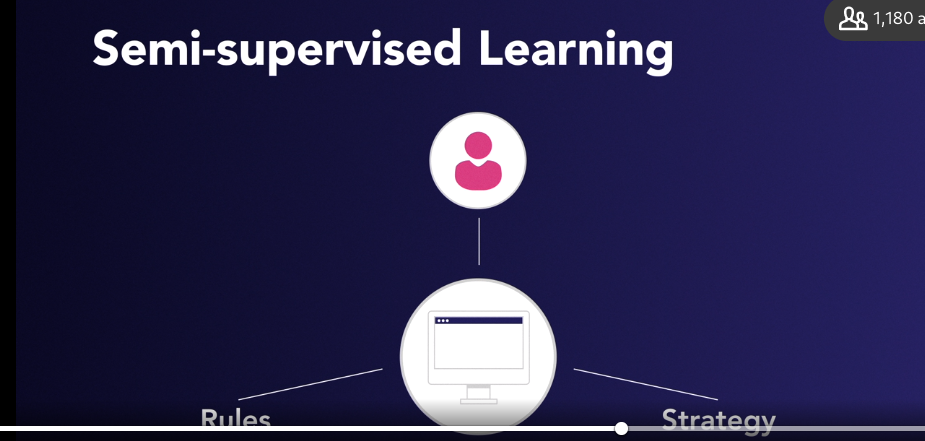 Semi-supervised Learning
1,180 a
Rules
Strategy